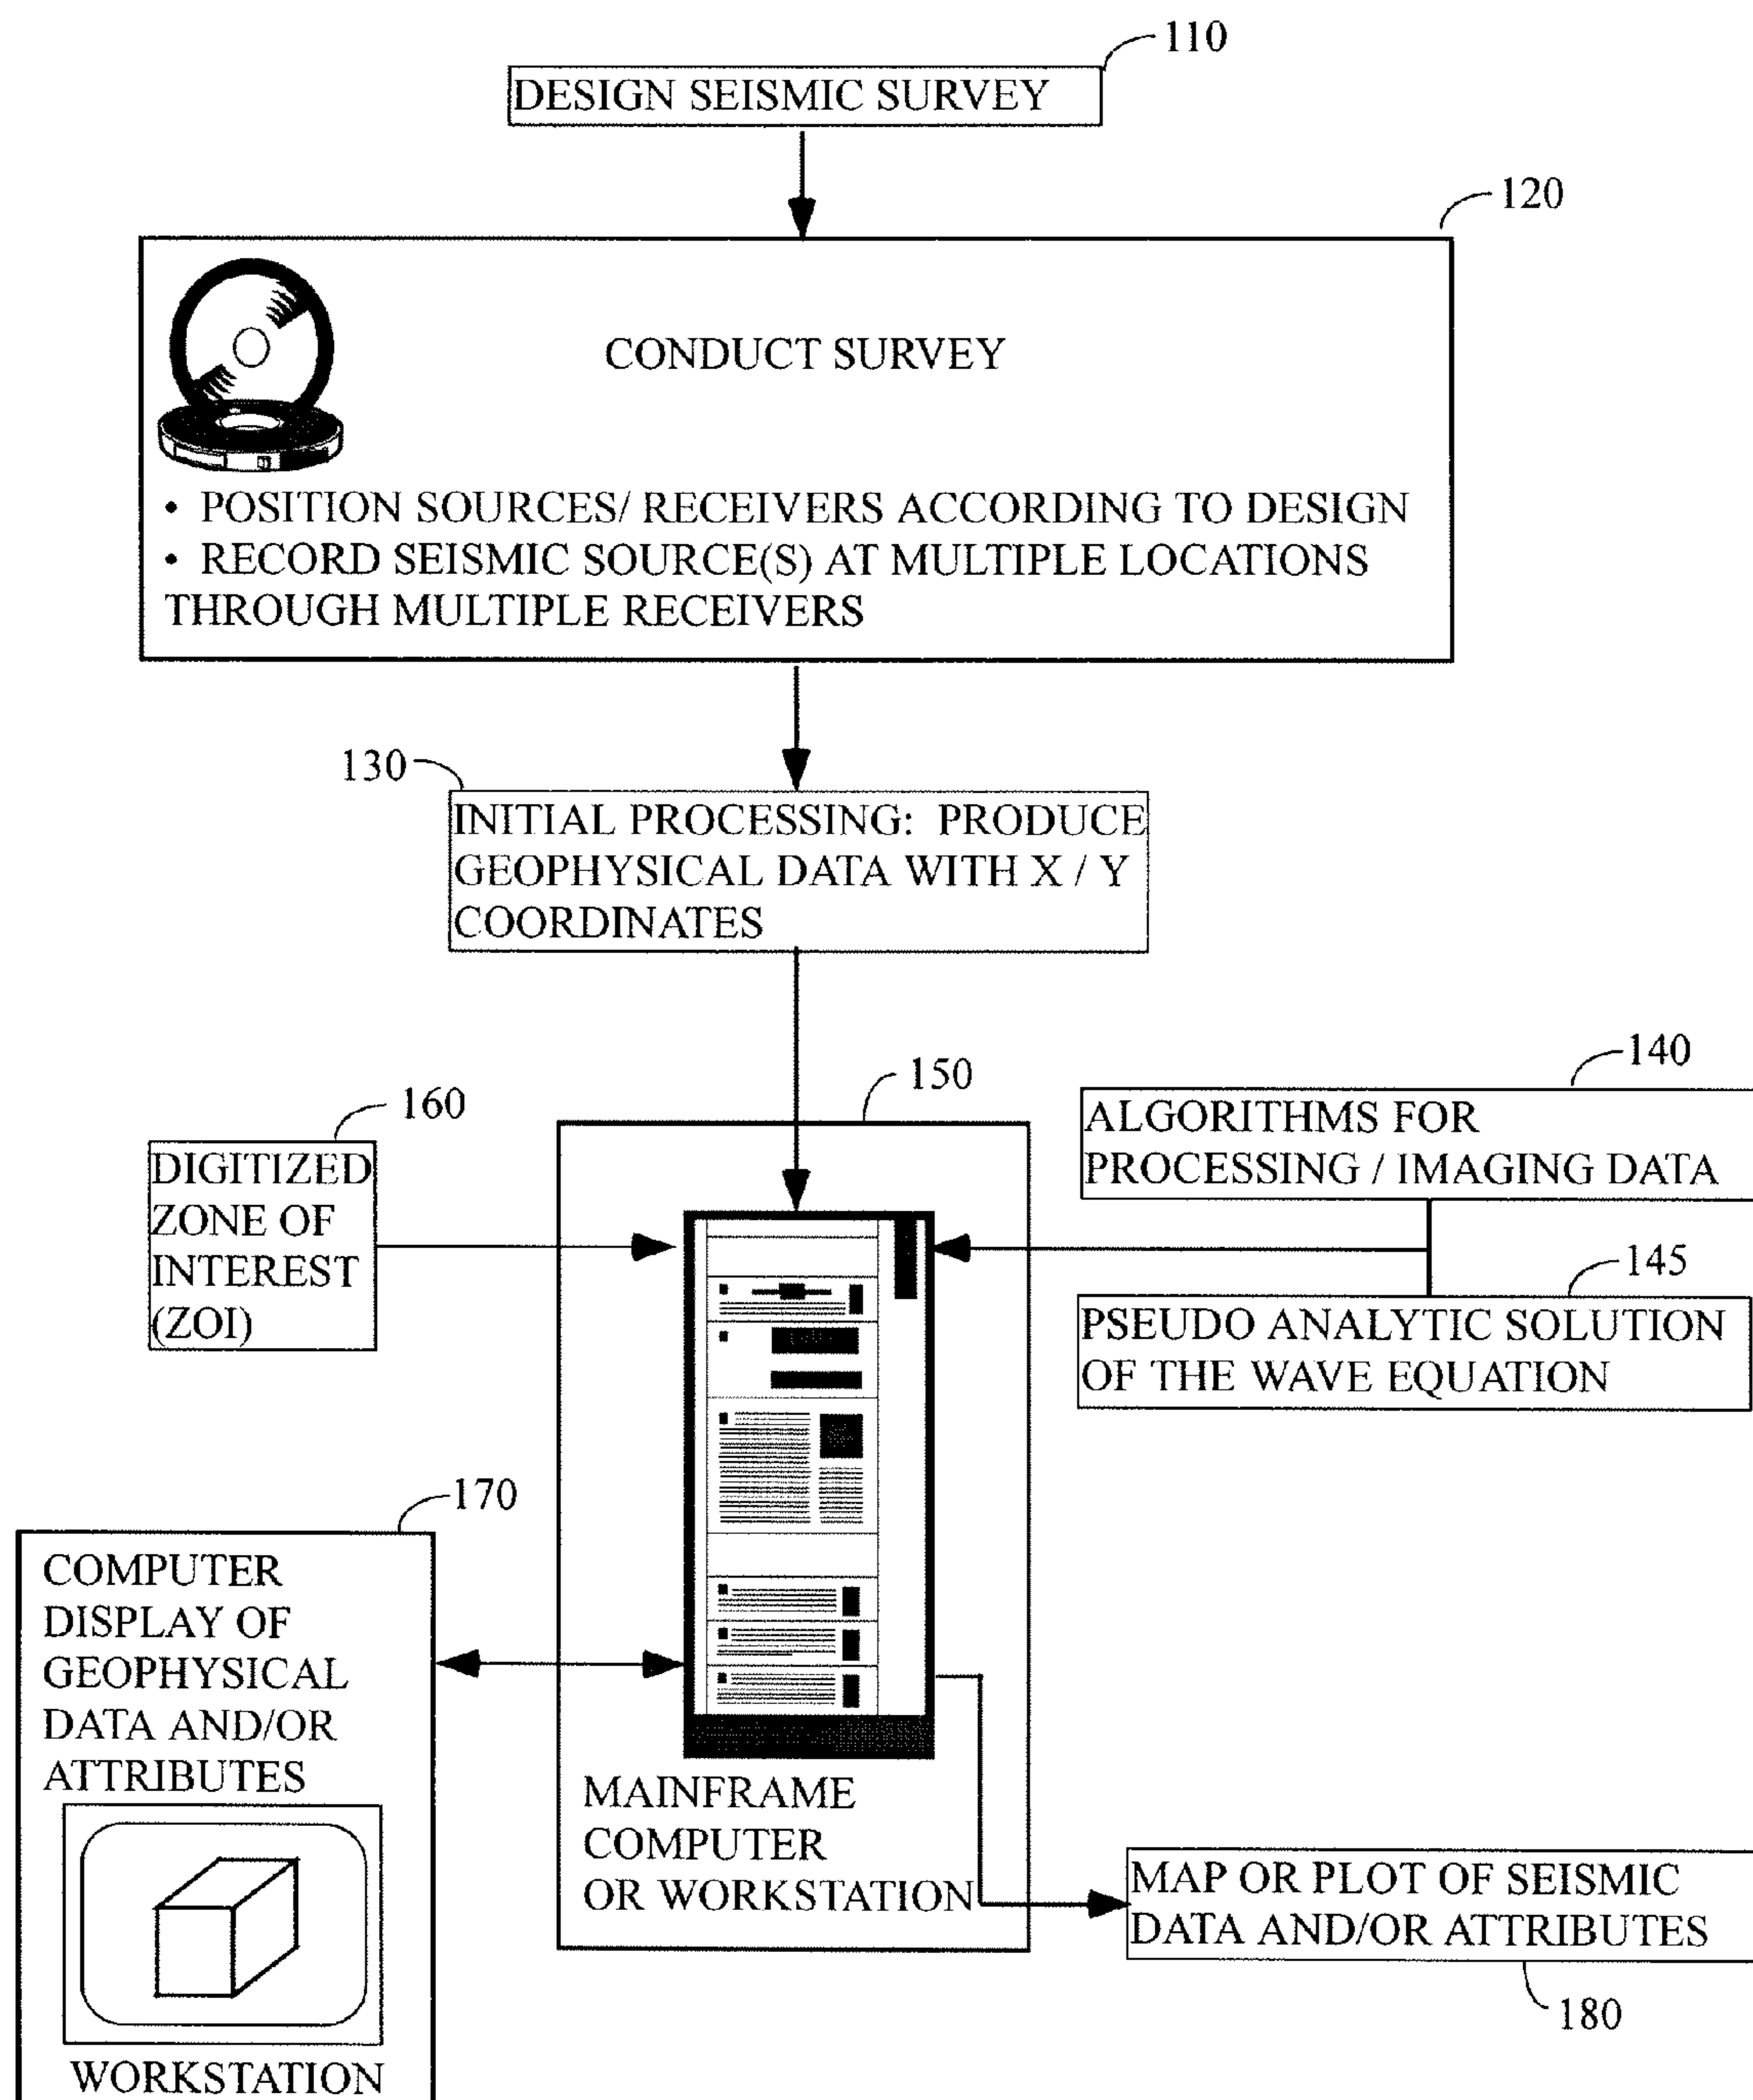 110
DESIGN SEISMIC SURVEY
120
CONDUCT SURVEY
• POSITION SOURCES/ RECEIVERS ACCORDING TO DESIGN
• RECORD SEISMIC SOURCE(S) AT MULTIPLE LOCATIONS
THROUGH MULTIPLE RECEIVERS
130
INITIAL PROCESSING: PRODUCE
GEOPHYSICAL DATA WITH X / Y
COORDINATES
140
ALGORITHMS FOR
PROCESSING / IMAGING DATA
145
PSEUDO ANALYTIC SOLUTION
OF THE WAVE EQUATION
150
160
DIGITIZED
ZONE OF
INTEREST
(ZOI)
170
COMPUTER
DISPLAY OF
GEOPHYSICAL
DATA AND/OR
ATTRIBUTES
WORKSTATION
MAINFRAME
COMPUTER
OR WORKSTATION
MAP OR PLOT OF SEISMIC
DATA AND/OR ATTRIBUTES
180